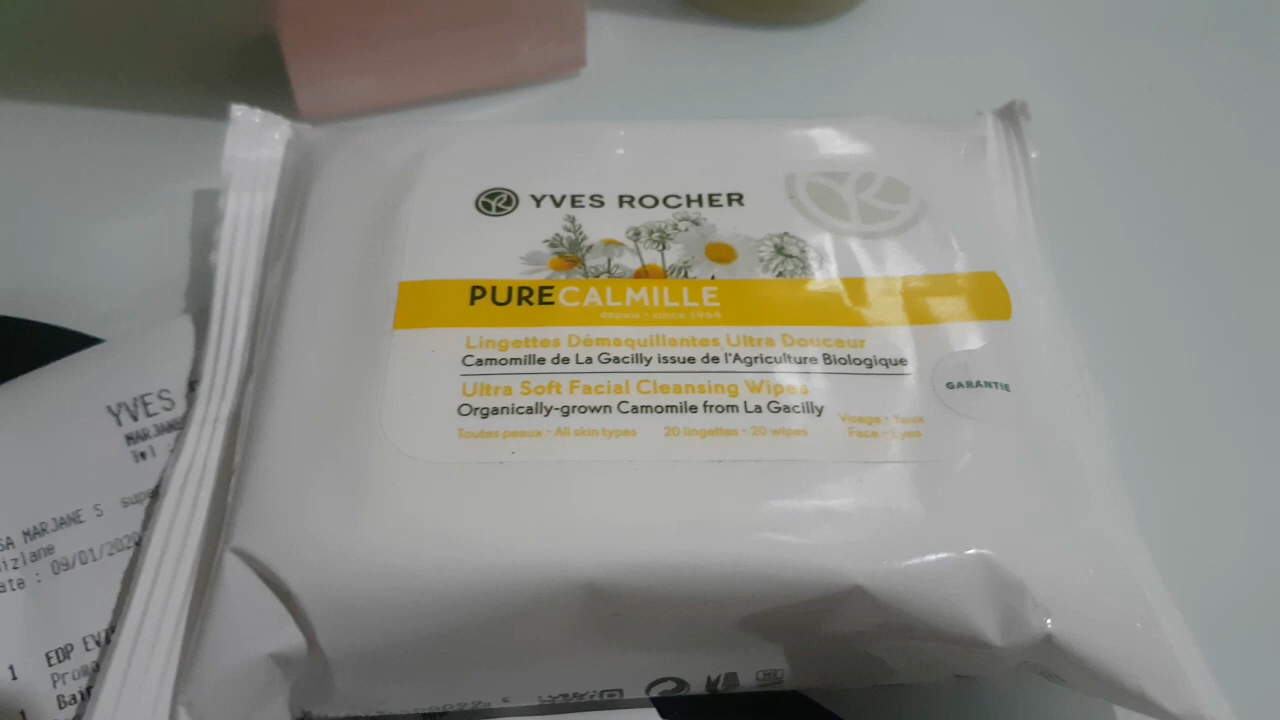 YVES ROCHER
PURECALMILLE
depuis • since 1964
Lingettes Démaquillantes Ultra Douceur
Camomille de La Gacilly issue de l'Agriculture Biologique
Ultra Soft Facial Cleansing Wipes
Organically-grown Camomile from La Gacilly
Toutes peaux • All skin types 20 lingettes • 20 wipes
Visage • Yeux
Face • Eyes
GARANTIE
YVES
MARJANE S
09/01/2020
1 EDP